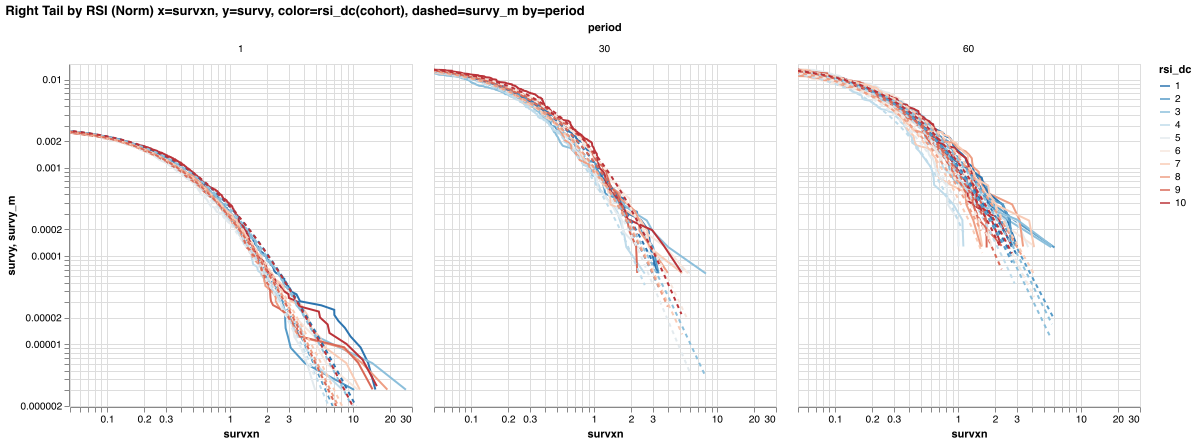 Right Tail by RSI (Norm) x=survxn, y=survy, color=rsi_dc(cohort), dashed=survy_m by=period
period
1
30
60
survy, survy_m
0.01
0.002
0.001
0.0002
0.0001
0.00002
0.00001
0.000002
0.1 0.2 0.3 1 2 3 10 20 30
0.1 0.2 0.3 1 2 3 10 20 30
0.1 0.2 0.3 1 2 3 10 20 30
survxn
survxn
survxn
rsi_dc
1
2
3
4
5
6
7
8
9
10